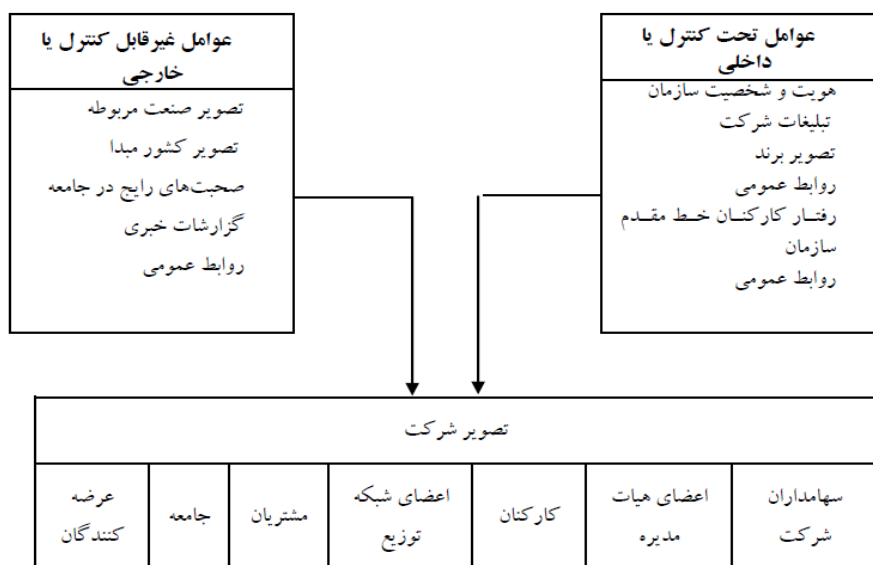 عوامل تحت کنترل یا
داخلی
هویت و شخصیت سازمان
تبلیغات شرکت
تصویر برند
روابط عمومی
رفتار کارکنان خط مقدم
سازمان
روابط عمومی
عوامل غیرقابل کنترل یا
خارجی
تصویر صنعت مربوطه
تصویر کشور مبدا
صحبت‌های رایج در جامعه
گزارشات خبری
روابط عمومی
تصویر شرکت
سهامداران
شرکت
اعضای هیات
مدیره
کارکنان
اعضای شبکه
توزیع
مشتریان
جامعه
عرضه
کنندگان